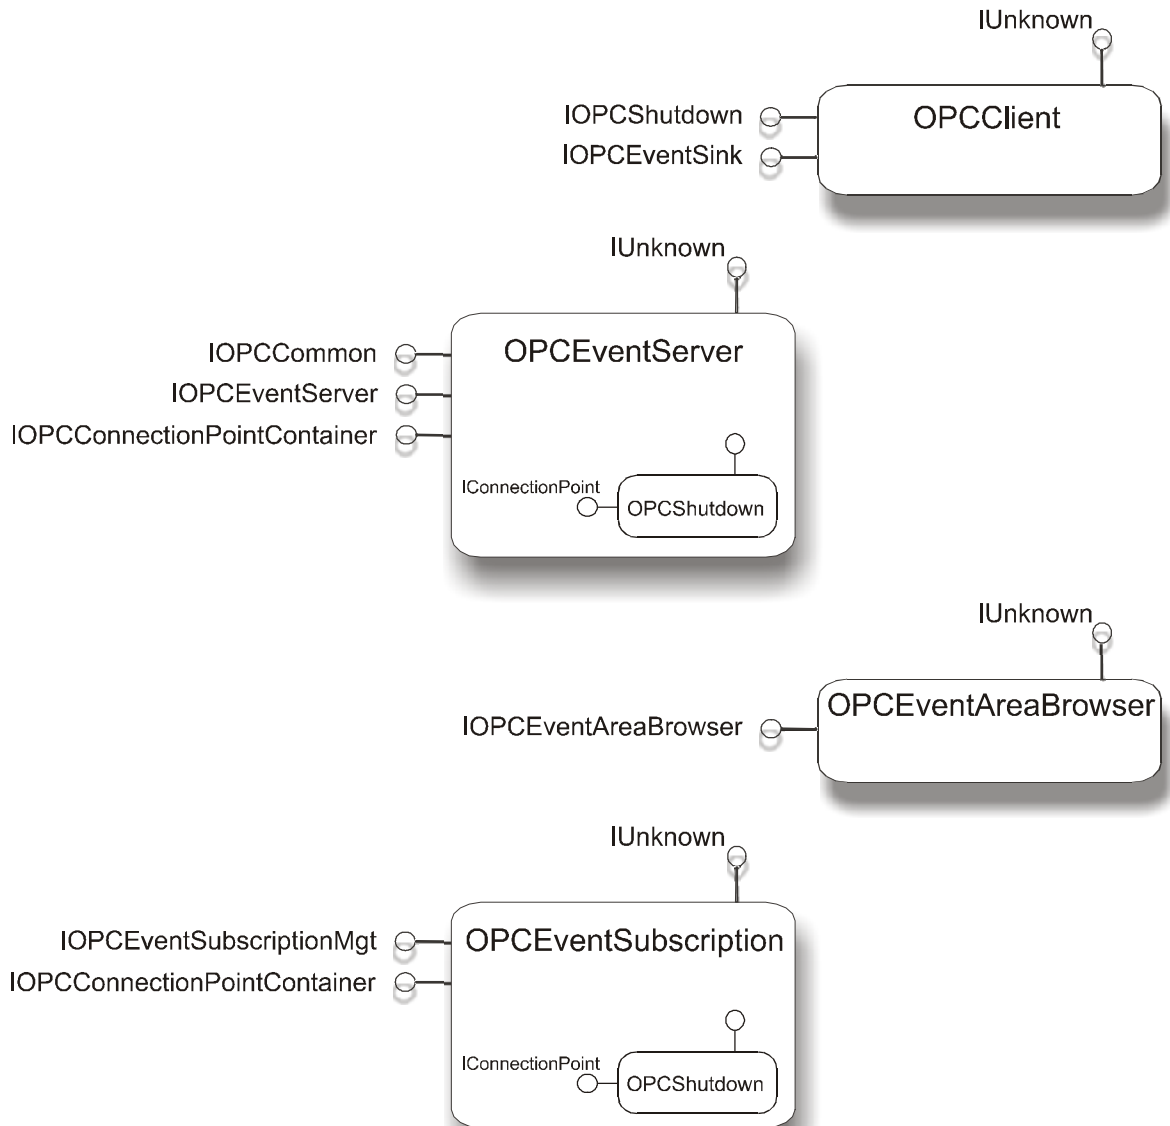 IUnknown
IOPCShutdown
OPCClient
IOPCEventSink
IUnknown
IOPCCommon
OPCEventServer
IOPCEventServer
IOPCConnectionPointContainer
IConnectionPoint
OPCShutdown
IUnknown
IOPCEventAreaBrowser
OPCEventAreaBrowser
IUnknown
IOPCEventSubscriptionMgt
OPCEventSubscription
IOPCConnectionPointContainer
IConnectionPoint
OPCShutdown